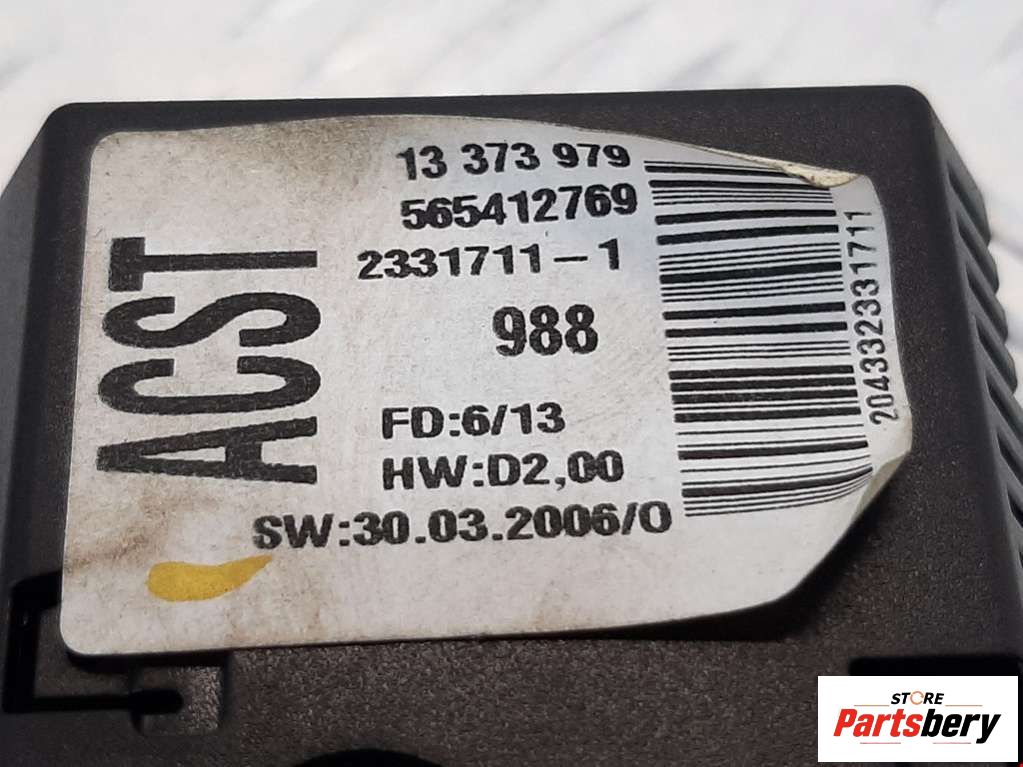 13 373 979
565412769
2331711-1
988
FD:6/13
HW:D2,00
SW:30.03.2006/0
ACST
204332331711
STORE
Partsbery